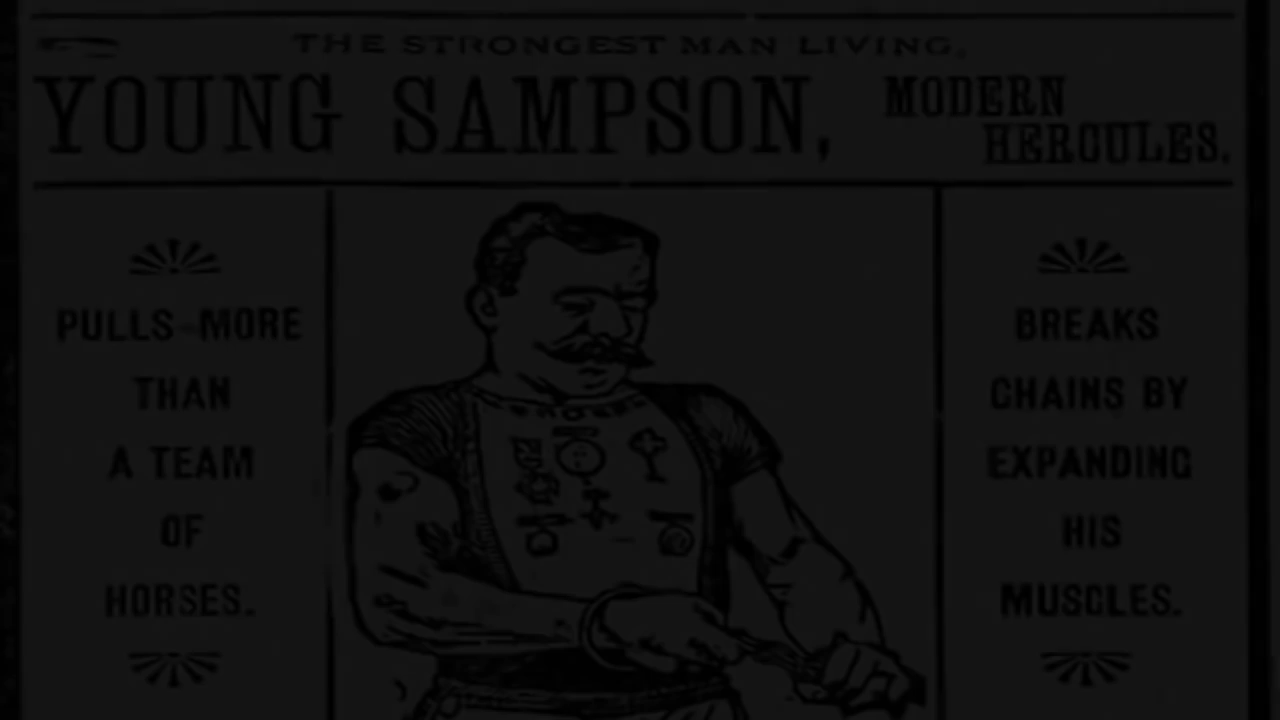 THE STRONGEST MAN LIVING.
YOUNG SAMPSON, MODERN HERCULES.
PULLS MORE
THAN
A TEAM
OF
HORSES.
BREAKS
CHAINS BY
EXPANDING
HIS
MUSCLES.